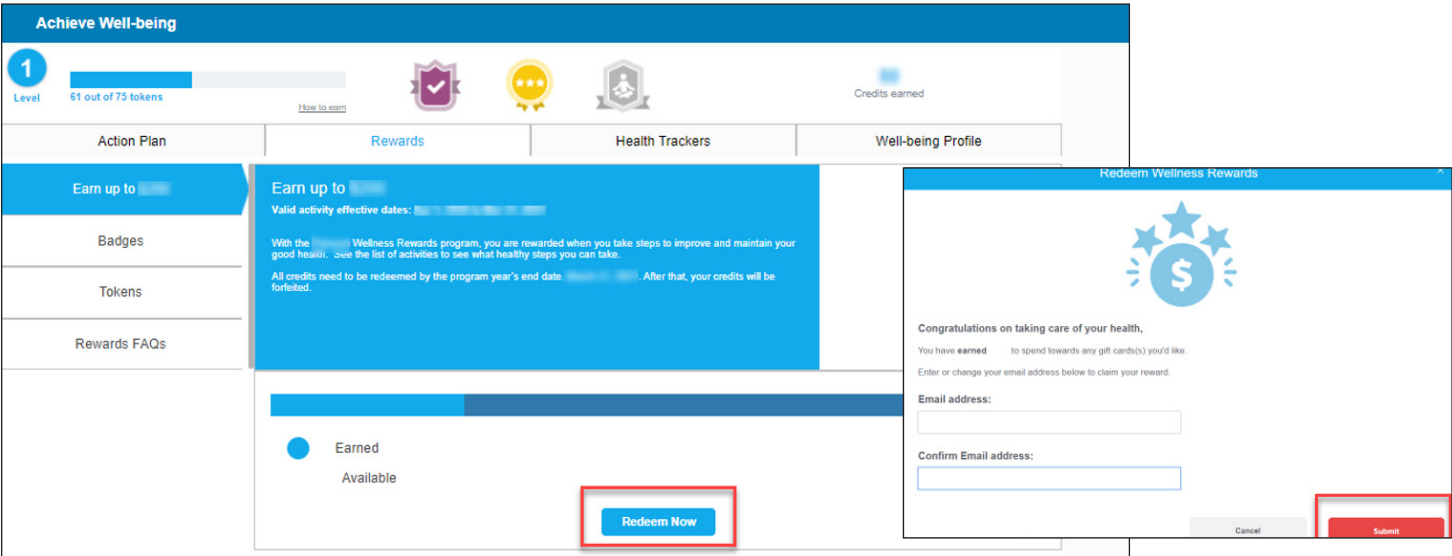 Achieve Well-being
1
Level
61 out of 75 tokens
How to earn
Credits earned
Action Plan
Rewards
Health Trackers
Well-being Profile
Earn up to
Badges
Tokens
Rewards FAQs
Earn up to
Valid activity effective dates:
With the Wellness Rewards program, you are rewarded when you take steps to improve and maintain your
good health. See the list of activities to see what healthy steps you can take.
All credits need to be redeemed by the program year's end date. After that, your credits will be
forfeited.
Earned
Available
Redeem Now
Redeem Wellness Rewards
×
$
Congratulations on taking care of your health,
You have earned to spend towards any gift cards(s) you'd like.
Enter or change your email address below to claim your reward.
Email address:
Confirm Email address:
Cancel
Submit